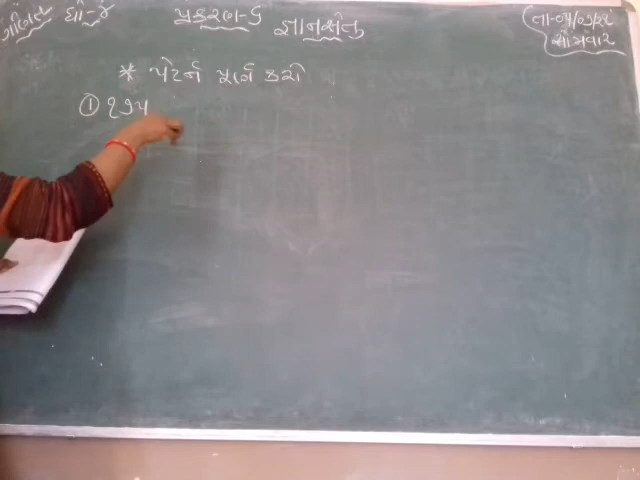 ગણિત ધો-૪ પ્રકરણ-૬ જ્ઞાનસેતુ
સોમવાર
* પેટર્ન પૂર્ણ કરો
① ૨૭૫